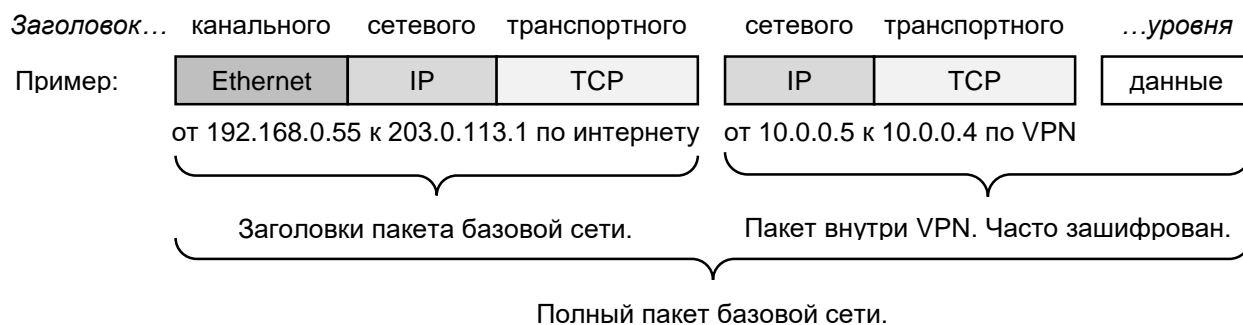 Заголовок… канального сетевого транспортного сетевого транспортного …уровня
Пример: Ethernet IP TCP IP TCP данные
от 192.168.0.55 к 203.0.113.1 по интернету от 10.0.0.5 к 10.0.0.4 по VPN
Заголовки пакета базовой сети. Пакет внутри VPN. Часто зашифрован.
Полный пакет базовой сети.